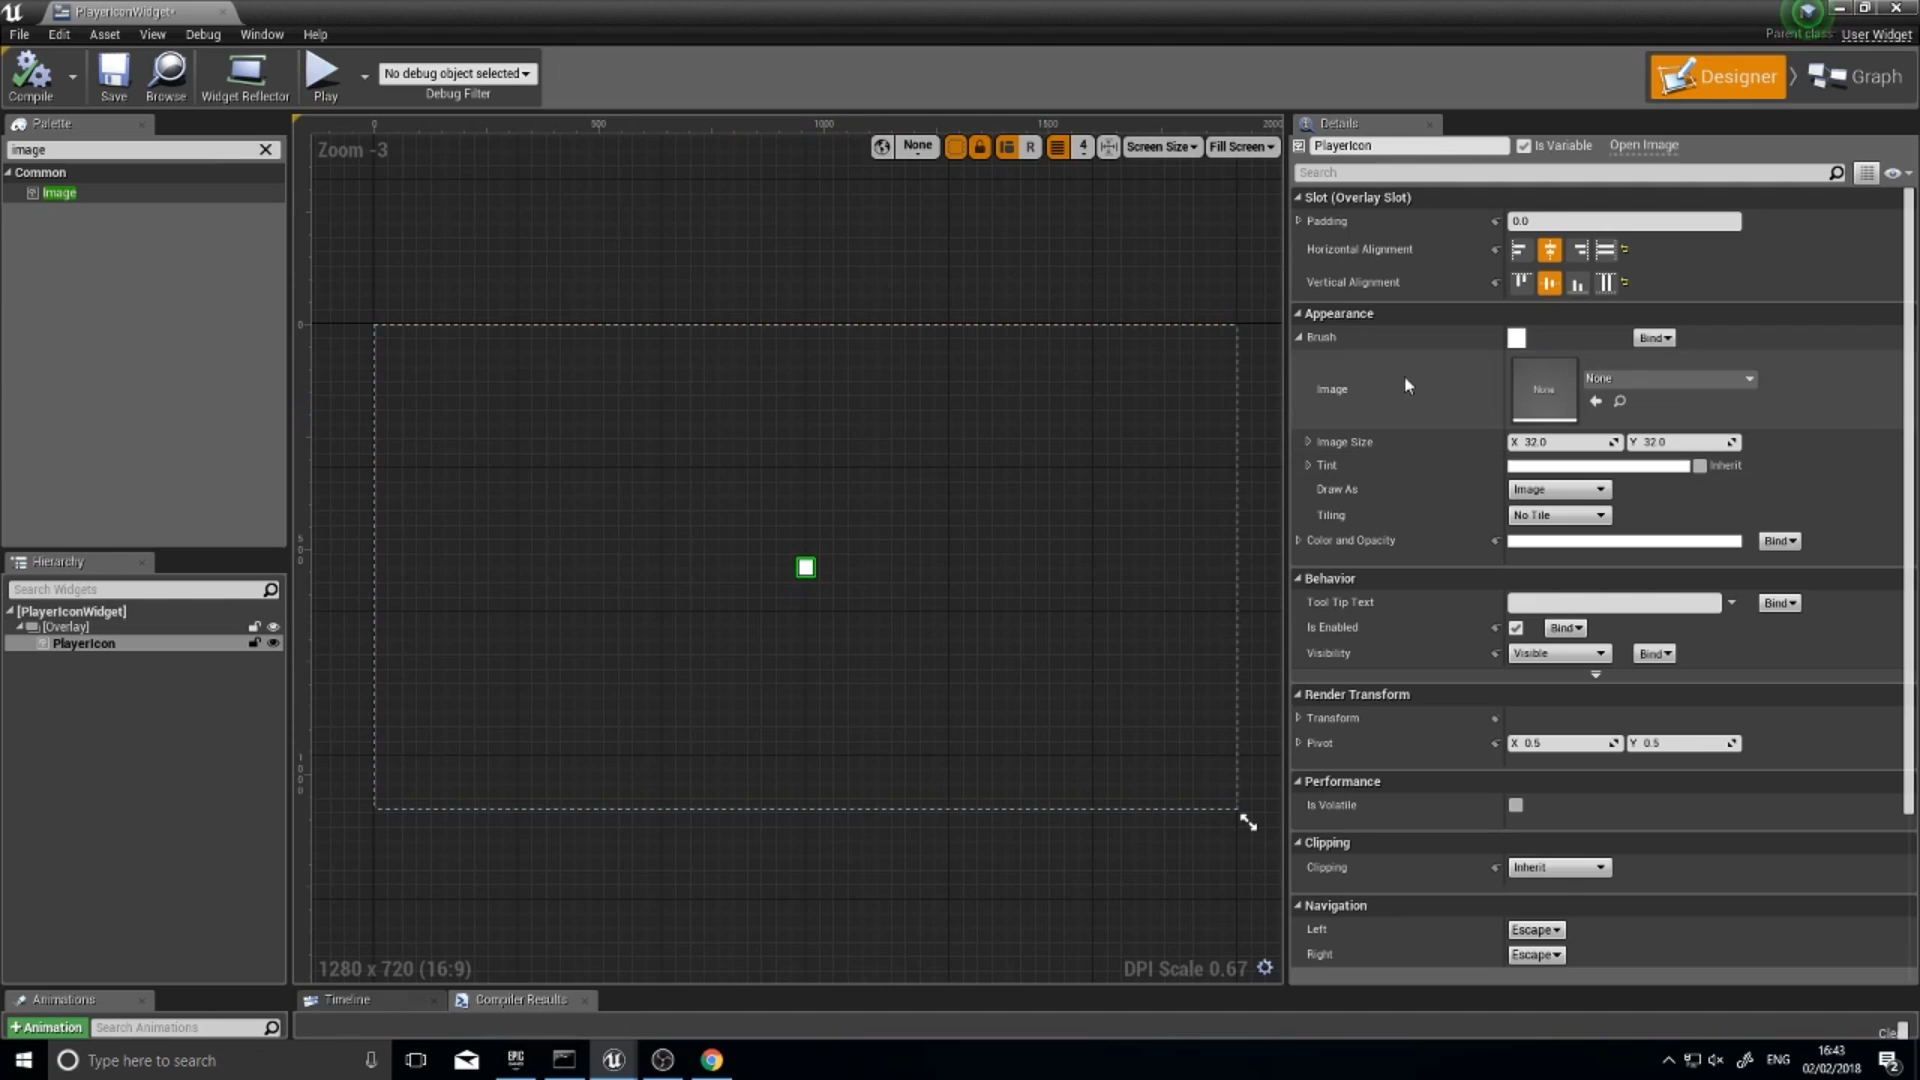 PlayerIconWidget*
File Edit Asset View Debug Window Help
Parent class: User Widget
Compile
Save
Browse
Widget Reflector
Play
No debug object selected
Debug Filter
Designer
Graph
Palette
image
Common
Image
Hierarchy
Search Widgets
[PlayerIconWidget]
[Overlay]
PlayerIcon
Animations
+ Animation
Search Animations
0 500 1000 1500 2000
Zoom -3
None
R
4
Screen Size
Fill Screen
0
5
0
0
1
0
0
0
1280 x 720 (16:9)
DPI Scale 0.67
Timeline
Compiler Results
Details
PlayerIcon
Is Variable
Open Image
Search
Slot (Overlay Slot)
Padding 0.0
Horizontal Alignment
Vertical Alignment
Appearance
Brush Bind
Image None None
Image Size X 32.0 Y 32.0
Tint Inherit
Draw As Image
Tiling No Tile
Color and Opacity Bind
Behavior
Tool Tip Text Bind
Is Enabled Bind
Visibility Visible Bind
Render Transform
Transform
Pivot X 0.5 Y 0.5
Performance
Is Volatile
Clipping
Clipping Inherit
Navigation
Left Escape
Right Escape
Type here to search
EPIC
ENG
16:43
02/02/2018
2